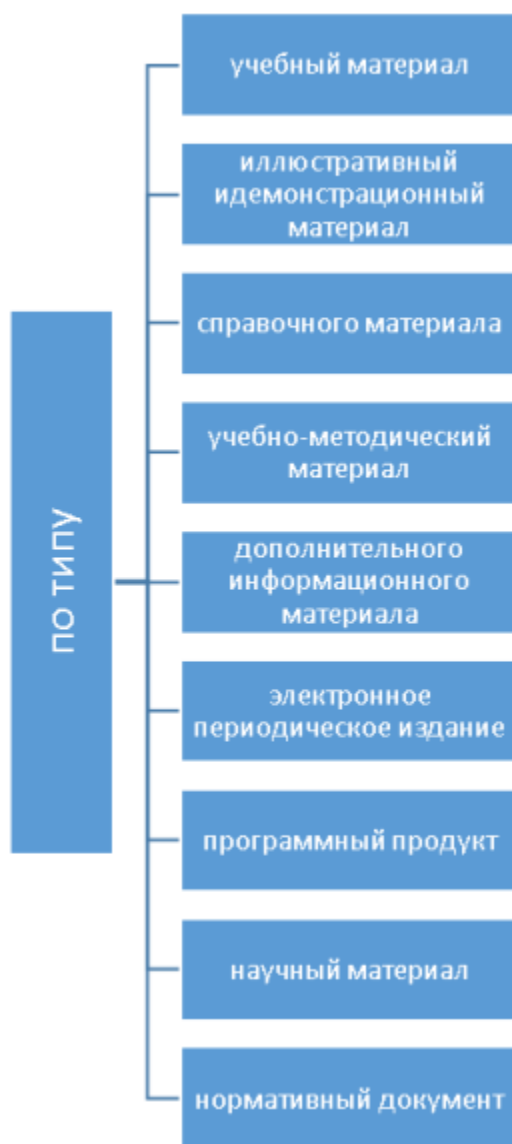 по типу
учебный материал
иллюстративный
идемонстрационный
материал
справочного материала
учебно-методический
материал
дополнительного
информационного
материала
электронное
периодическое издание
программный продукт
научный материал
нормативный документ